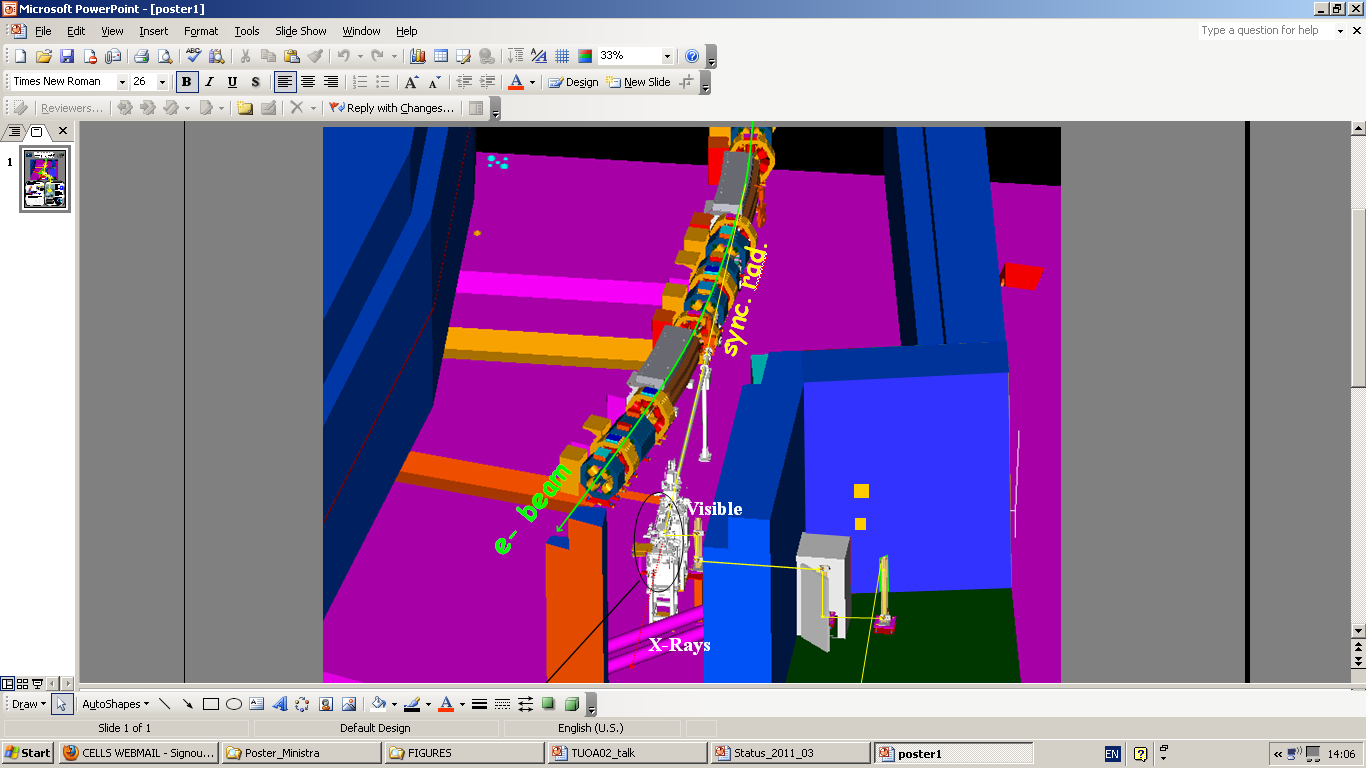 Microsoft PowerPoint - [poster1]
File Edit View Insert Format Tools Slide Show Window Help
Type a question for help
33%
Times New Roman 26 B I U S A A A Design New Slide
Reviewers... Reply with Changes...
1
sync. rad.
e- beam
Visible
X-Rays
Draw AutoShapes A A
Slide 1 of 1 Default Design English (U.S.)
Start CELLS WEBMAIL - Signou... Poster_Ministra FIGURES TUOA02_talk Status_2011_03 poster1 EN 14:06